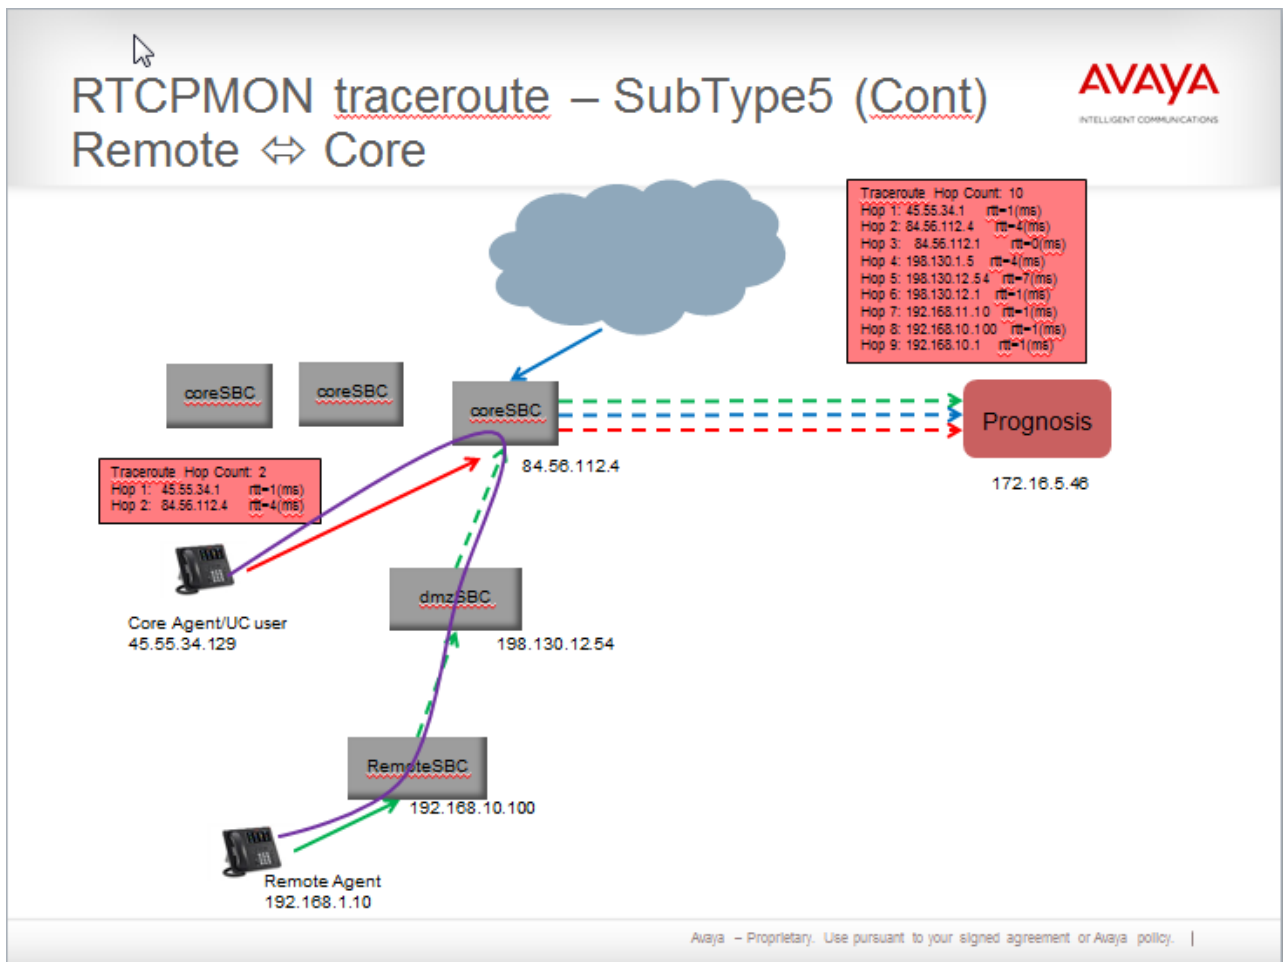 RTCPMON traceroute – SubType5 (Cont)
Remote ⇔ Core
AVAYA
INTELLIGENT COMMUNICATIONS
Traceroute Hop Count: 10
Hop 1: 45.55.34.1 rtt=1(ms)
Hop 2: 84.56.112.4 rtt=4(ms)
Hop 3: 84.56.112.1 rtt=0(ms)
Hop 4: 198.130.1.5 rtt=4(ms)
Hop 5: 198.130.12.54 rtt=7(ms)
Hop 6: 198.130.12.1 rtt=1(ms)
Hop 7: 192.168.11.10 rtt=1(ms)
Hop 8: 192.168.10.100 rtt=1(ms)
Hop 9: 192.168.10.1 rtt=1(ms)
coreSBC
coreSBC
coreSBC
84.56.112.4
Prognosis
172.16.5.46
Traceroute Hop Count: 2
Hop 1: 45.55.34.1 rtt=1(ms)
Hop 2: 84.56.112.4 rtt=4(ms)
Core Agent/UC user
45.55.34.129
dmzSBC
198.130.12.54
RemoteSBC
192.168.10.100
Remote Agent
192.168.1.10
Avaya – Proprietary. Use pursuant to your signed agreement or Avaya policy. |